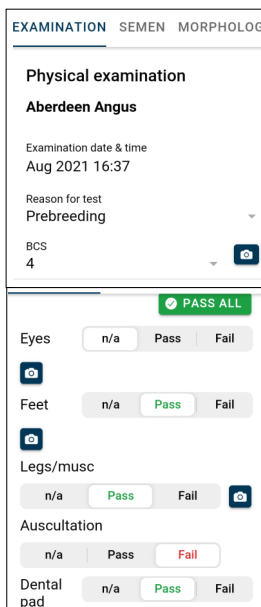 EXAMINATION SEMEN MORPHOLOG
Physical examination
Aberdeen Angus
Examination date & time
Aug 2021 16:37
Reason for test
Prebreeding
BCS
4
PASS ALL
Eyes n/a Pass Fail
Feet n/a Pass Fail
Legs/musc
n/a Pass Fail
Auscultation
n/a Pass Fail
Dental n/a Pass Fail
pad